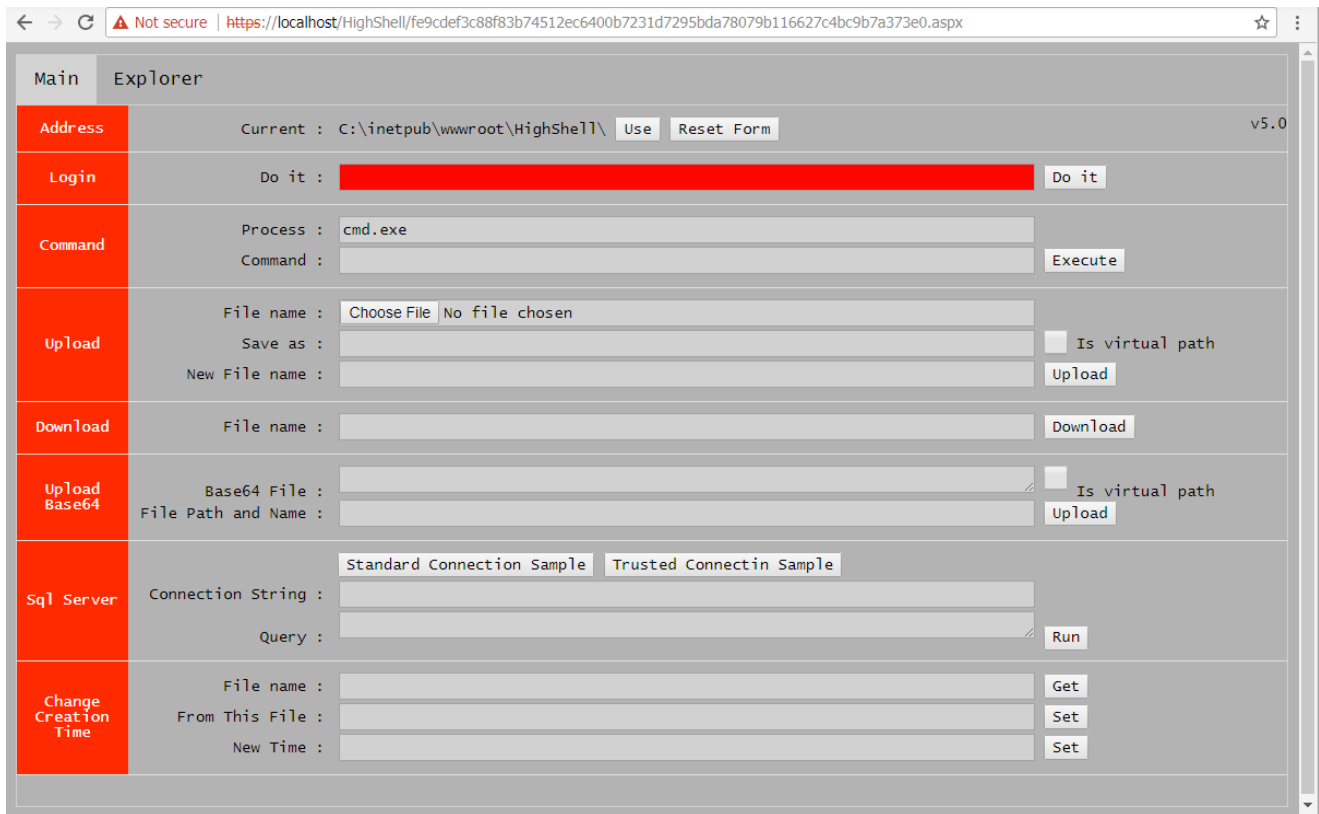 Not secure | https://localhost/HighShell/fe9cdef3c88f83b74512ec6400b7231d7295bda78079b116627c4bc9b7a373e0.aspx
Main Explorer
Address Current : C:\inetpub\wwwroot\HighShell\ Use Reset Form v5.0
Login Do it : Do it
Process : cmd.exe
Command
Command : Execute
File name : Choose File No file chosen
Upload Save as : Is virtual path
New File name : Upload
Download File name : Download
Upload
Base64
Base64 File : Is virtual path
File Path and Name : Upload
Standard Connection Sample Trusted Connectin Sample
Sql Server Connection String :
Query : Run
File name : Get
Change
Creation
Time
From This File : Set
New Time : Set